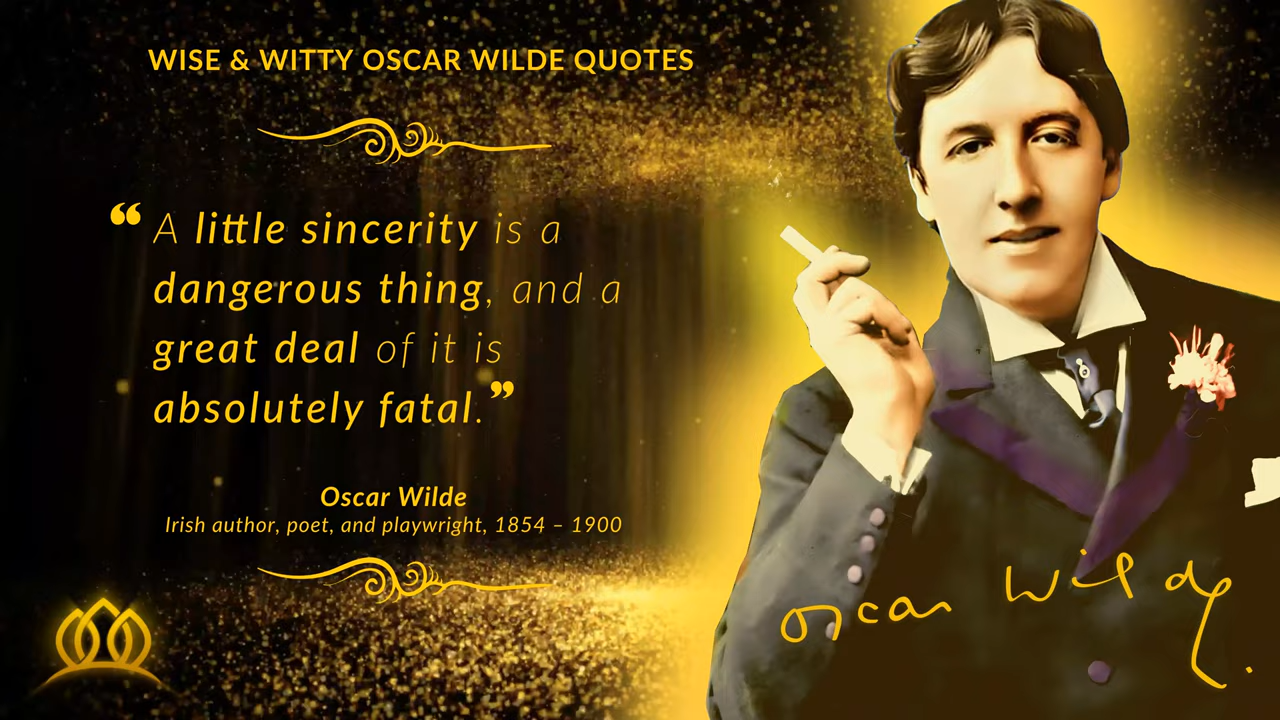 WISE & WITTY OSCAR WILDE QUOTES
❝A little sincerity is a
dangerous thing, and a
great deal of it is
absolutely fatal.❞
Oscar Wilde
Irish author, poet, and playwright, 1854 – 1900
Oscar Wilde.